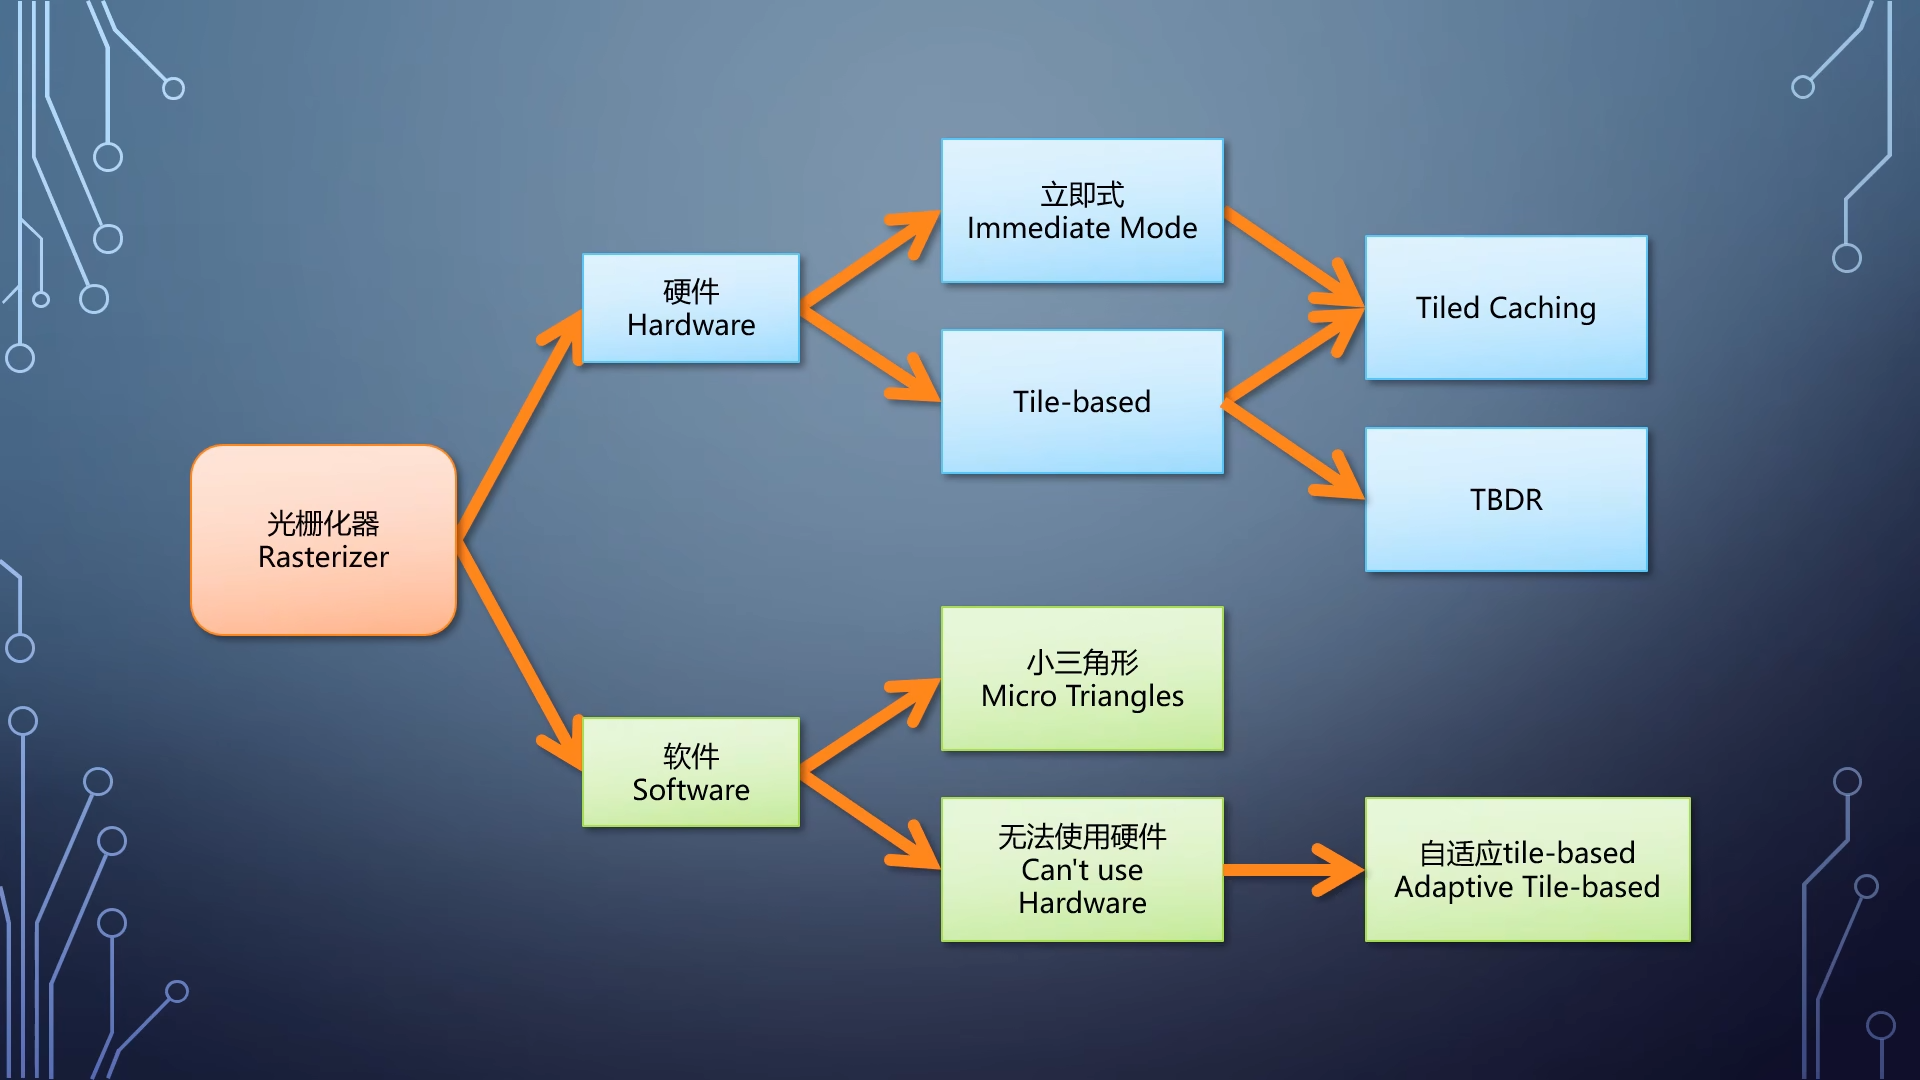 光栅化器
Rasterizer
硬件
Hardware
立即式
Immediate Mode
Tile-based
Tiled Caching
TBDR
软件
Software
小三角形
Micro Triangles
无法使用硬件
Can't use
Hardware
自适应tile-based
Adaptive Tile-based